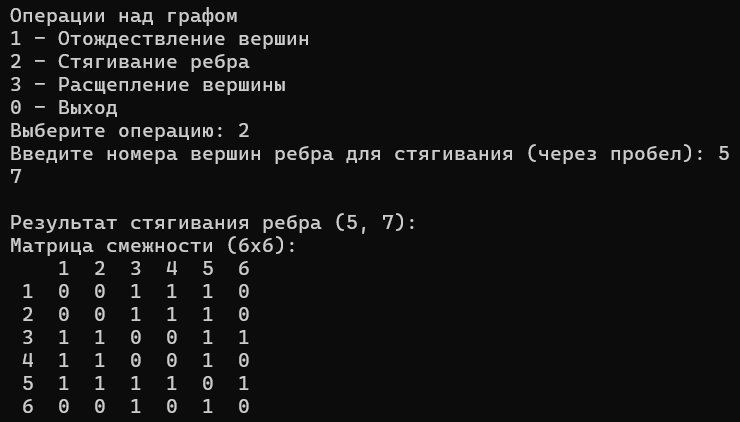 Операции над графом
1 - Отождествление вершин
2 - Стягивание ребра
3 - Расщепление вершины
0 - Выход
Выберите операцию: 2
Введите номера вершин ребра для стягивания (через пробел): 5
7
Результат стягивания ребра (5, 7):
Матрица смежности (6x6):
1 2 3 4 5 6
1 0 0 1 1 1 0
2 0 0 1 1 1 0
3 1 1 0 0 1 1
4 1 1 0 0 1 0
5 1 1 1 1 0 1
6 0 0 1 0 1 0